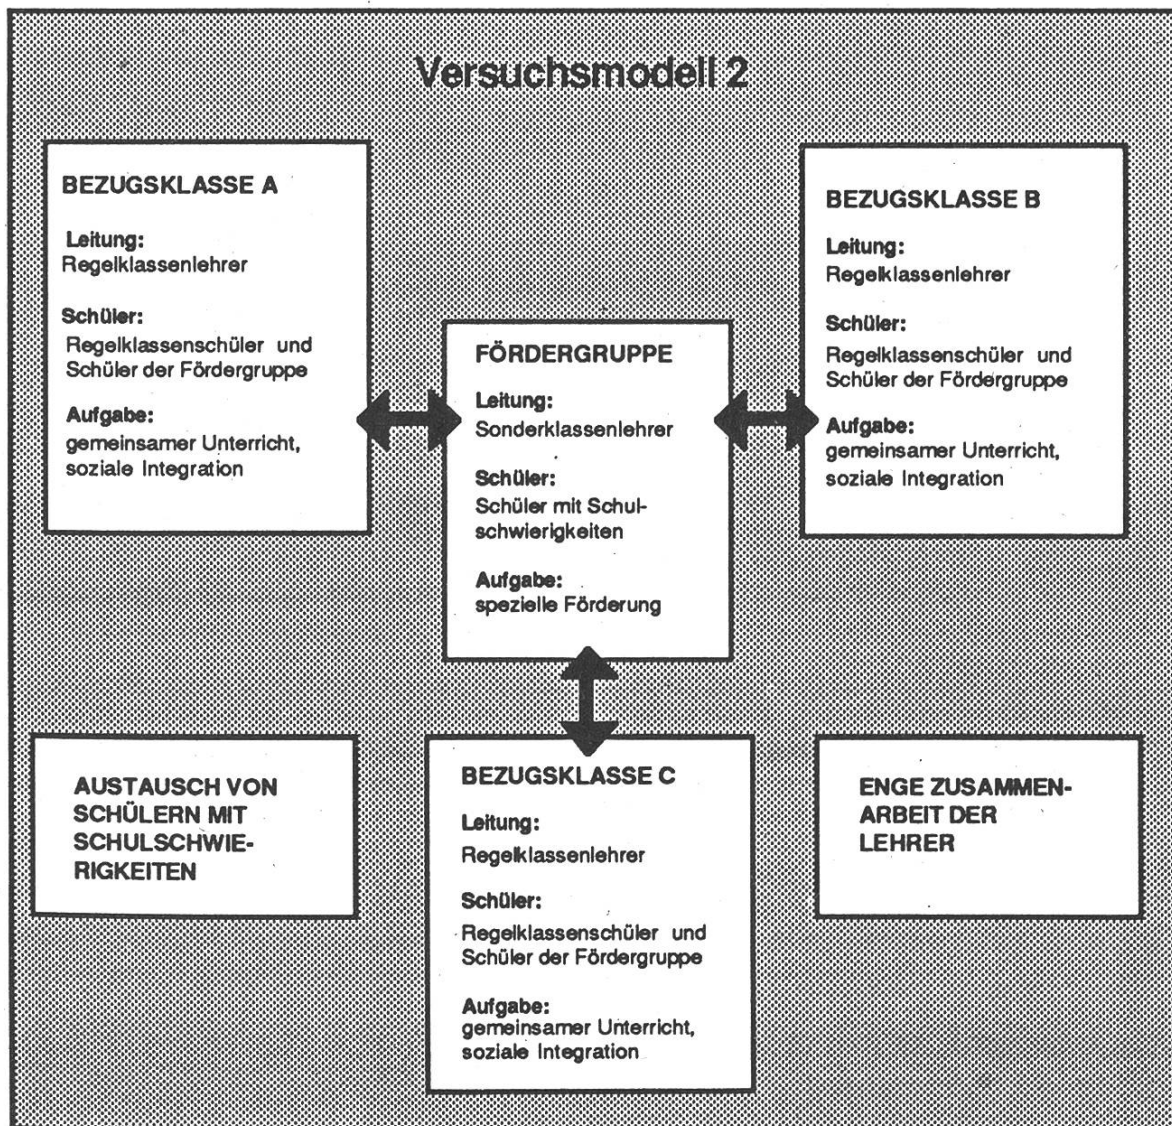 Versuchsmodell 2
BEZUGSKLASSE A
Leitung:
Regelklassenlehrer
Schüler:
Regelklassenschüler und
Schüler der Fördergruppe
Aufgabe:
gemeinsamer Unterricht,
soziale Integration
BEZUGSKLASSE B
Leitung:
Regelklassenlehrer
Schüler:
Regelklassenschüler und
Schüler der Fördergruppe
Aufgabe:
gemeinsamer Unterricht,
soziale Integration
FÖRDERGRUPPE
Leitung:
Sonderklassenlehrer
Schüler:
Schüler mit Schul-
schwierigkeiten
Aufgabe:
spezielle Förderung
AUSTAUSCH VON
SCHÜLERN MIT
SCHULSCHWIE-
RIGKEITEN
BEZUGSKLASSE C
Leitung:
Regelklassenlehrer
Schüler:
Regelklassenschüler und
Schüler der Fördergruppe
Aufgabe:
gemeinsamer Unterricht,
soziale Integration
ENGE ZUSAMMEN-
ARBEIT DER
LEHRER